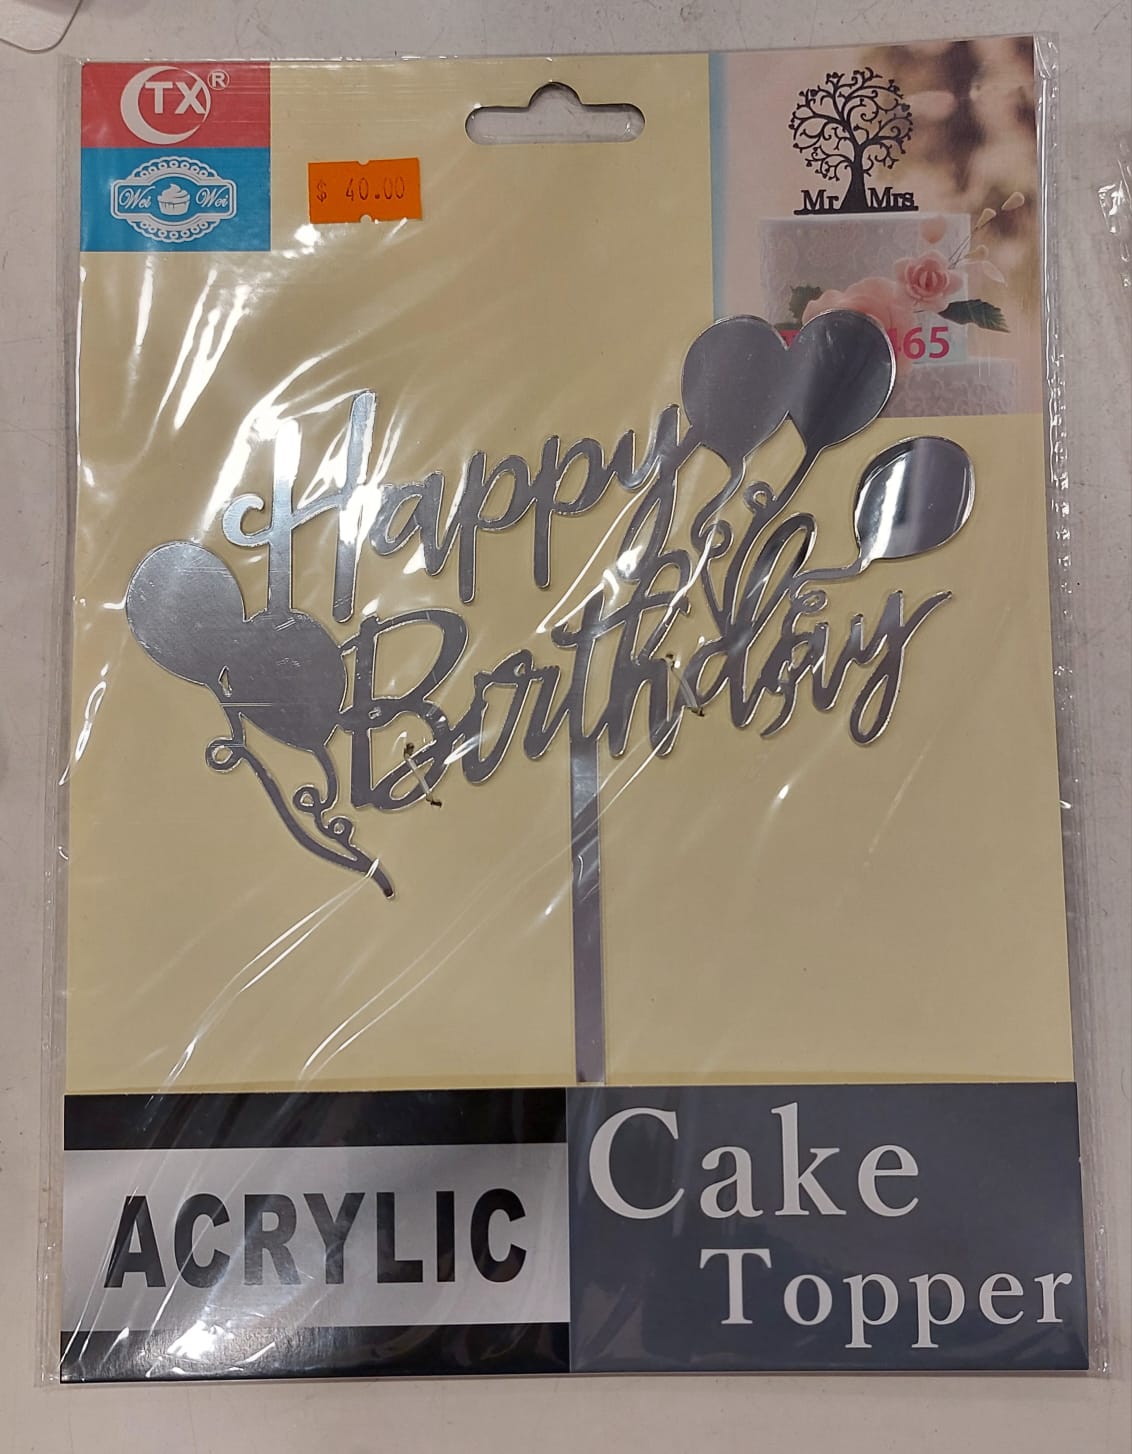 TX®
Wei Wei
$ 40.00
Mr Mrs
465
Happy
Birthday
ACRYLIC
Cake
Topper